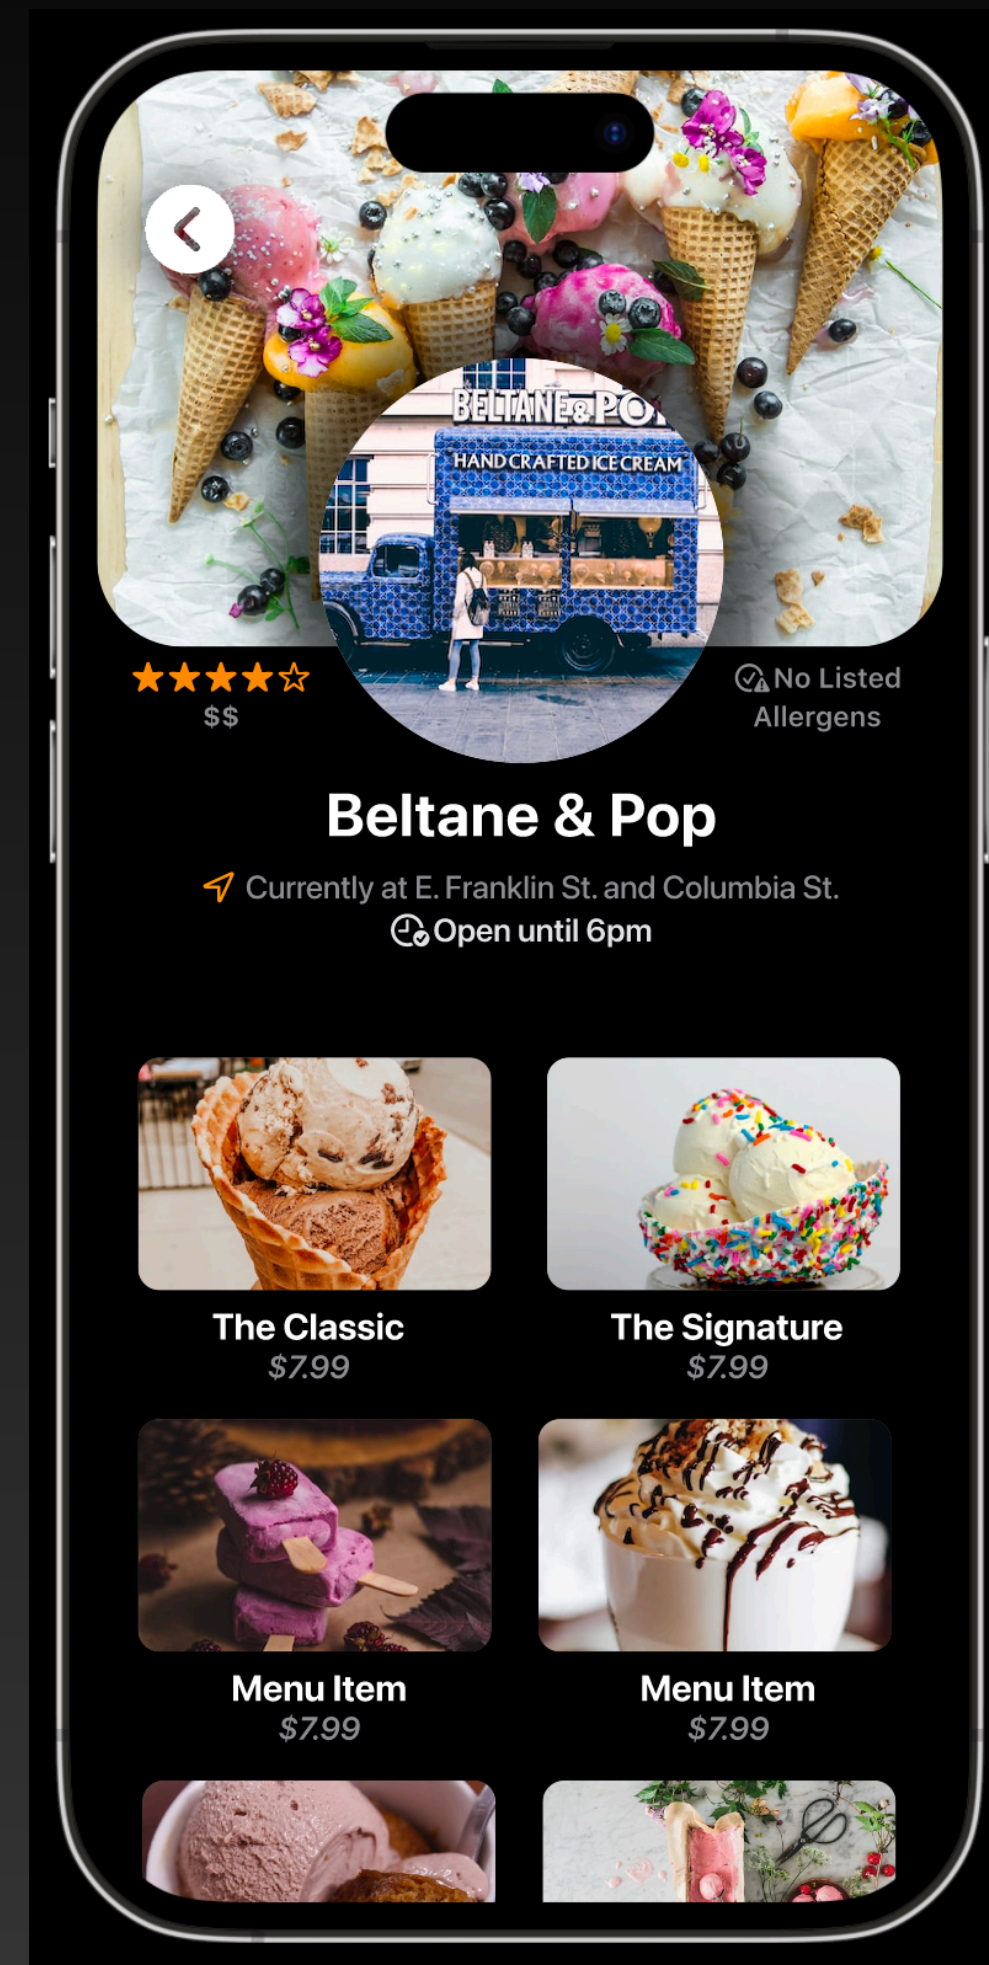 BELTANE & PO
HAND CRAFTED ICE CREAM
$$
No Listed
Allergens
Beltane & Pop
Currently at E. Franklin St. and Columbia St.
Open until 6pm
The Classic
$7.99
The Signature
$7.99
Menu Item
$7.99
Menu Item
$7.99